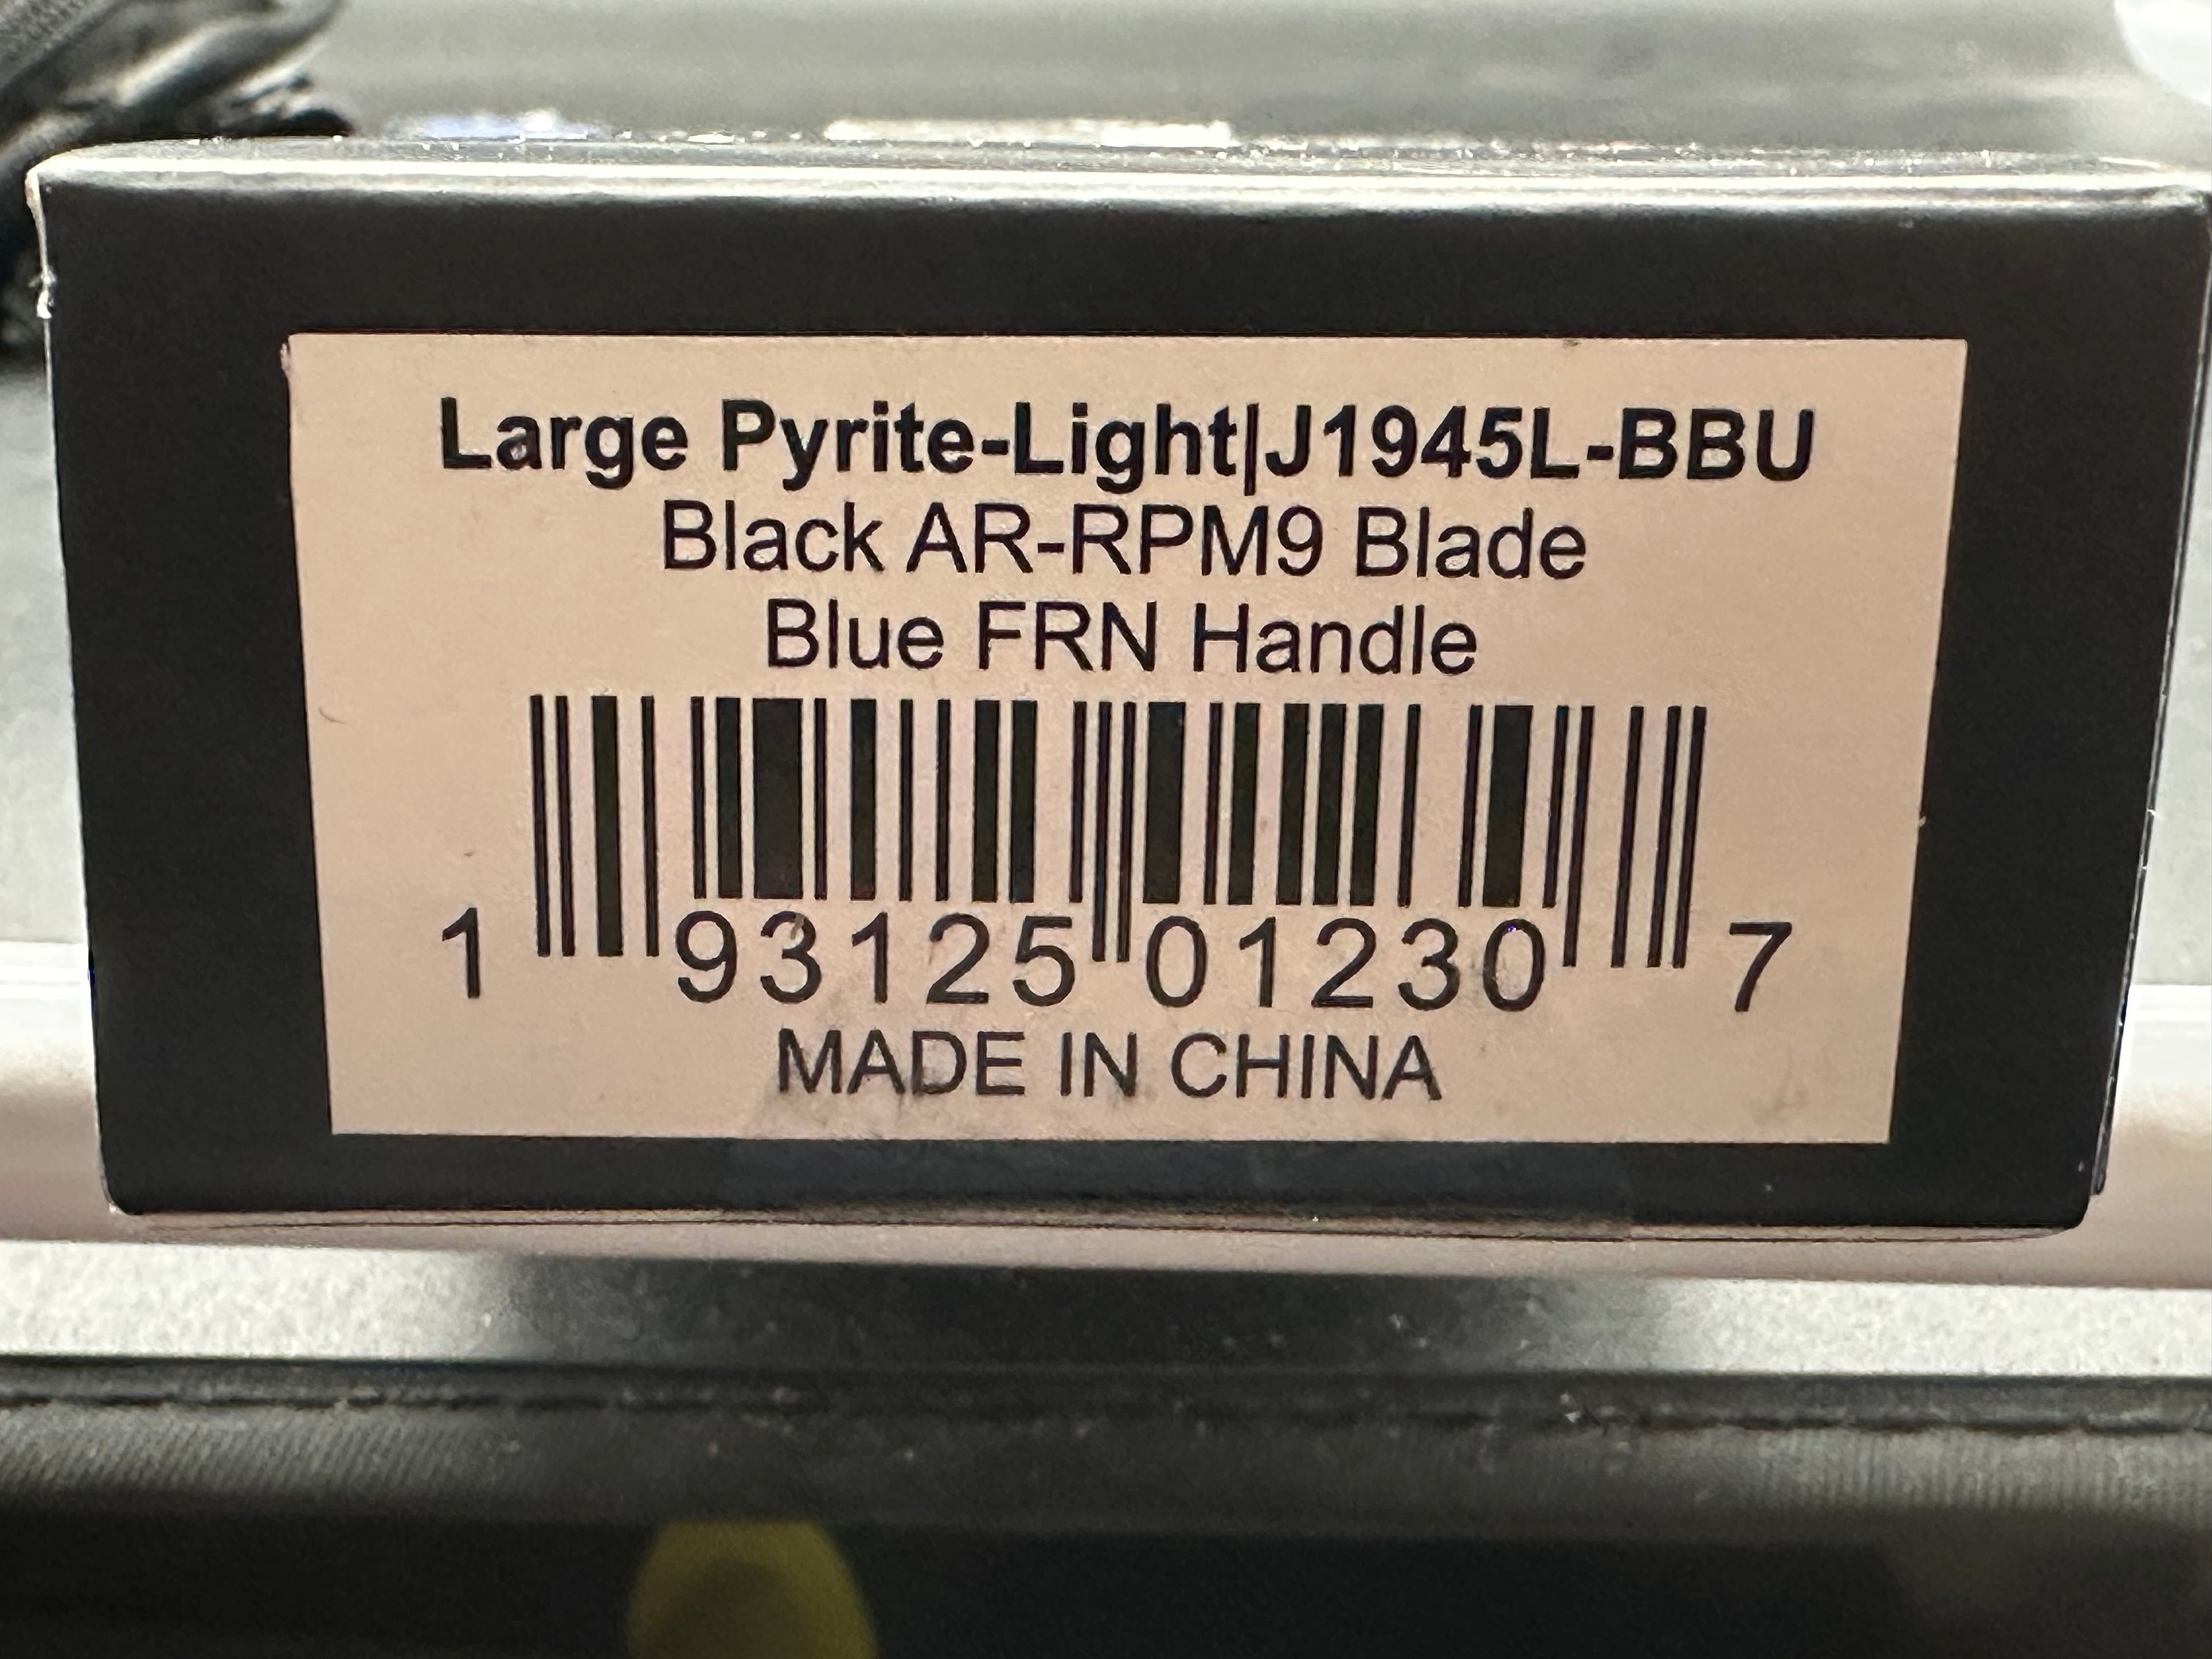 Large Pyrite-Light|J1945L-BBU
Black AR-RPM9 Blade
Blue FRN Handle
1 93125 01230 7
MADE IN CHINA